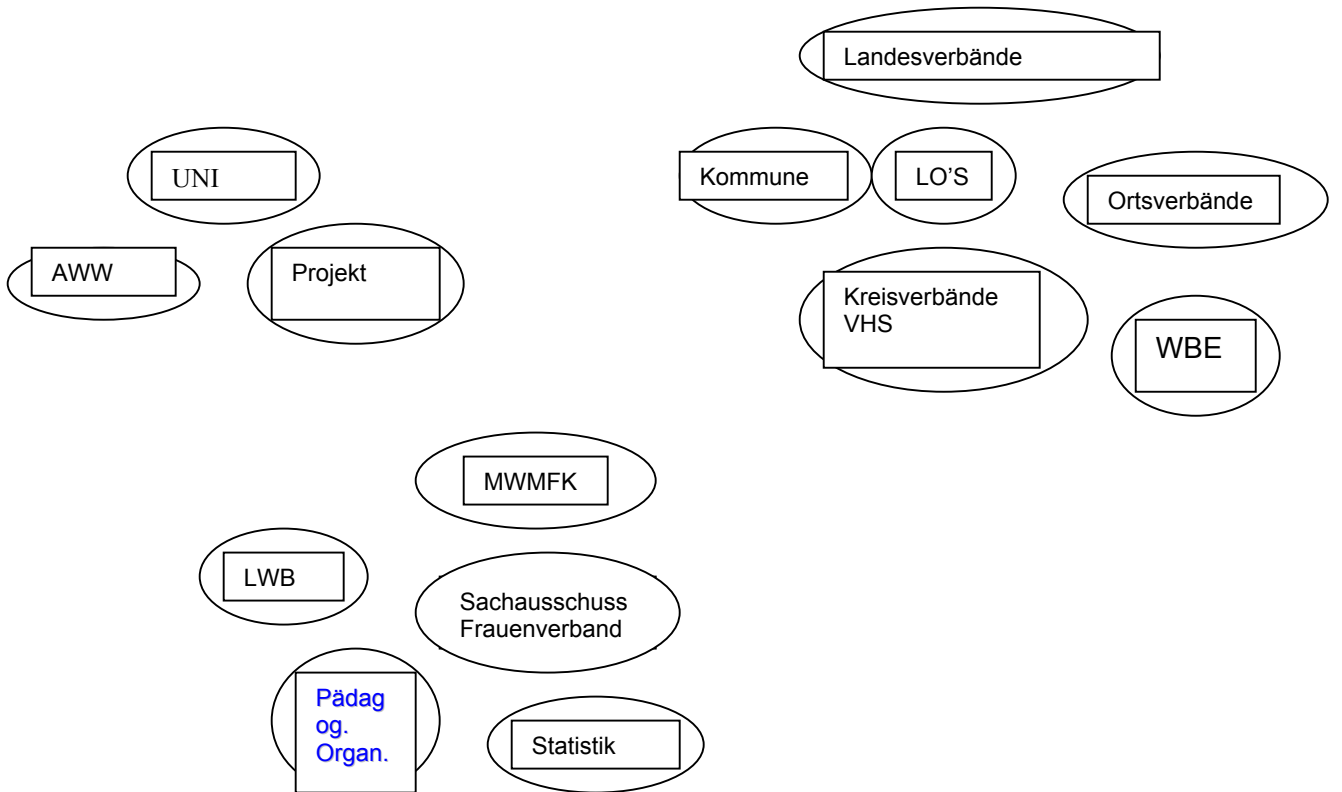 Landesverbände
UNI
Kommune
LO'S
Ortsverbände
AWW
Projekt
Kreisverbände
VHS
WBE
MWMFK
LWB
Sachausschuss
Frauenverband
Pädag
og.
Organ.
Statistik